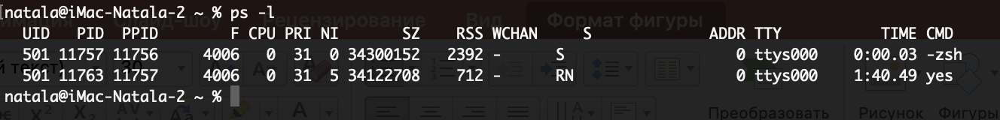 natala@iMac-Natala-2 ~ % ps -l
Слайд-шоу Рецензирование Вид Формат фигуры
UID PID PPID F CPU PRI NI SZ RSS WCHAN S ADDR TTY TIME CMD
501 11757 11756 4006 0 31 0 34300152 2392 - S 0 ttys000 0:00.03 -zsh
501 11763 11757 4006 0 31 5 34122708 712 - RN 0 ttys000 1:40.49 yes
natala@iMac-Natala-2 ~ %
Преобразовать Рисунок Фигуры